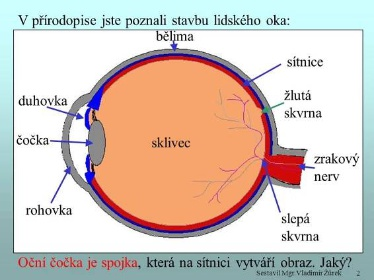 V přírodopise jste poznali stavbu lidského oka:
bělima
sítnice
duhovka
žlutá
skvrna
čočka
sklivec
zrakový
nerv
rohovka
slepá
skvrna
Oční čočka je spojka, která na sítnici vytváří obraz. Jaký?
Sestavil Mgr.Vladimír Žůrek
2